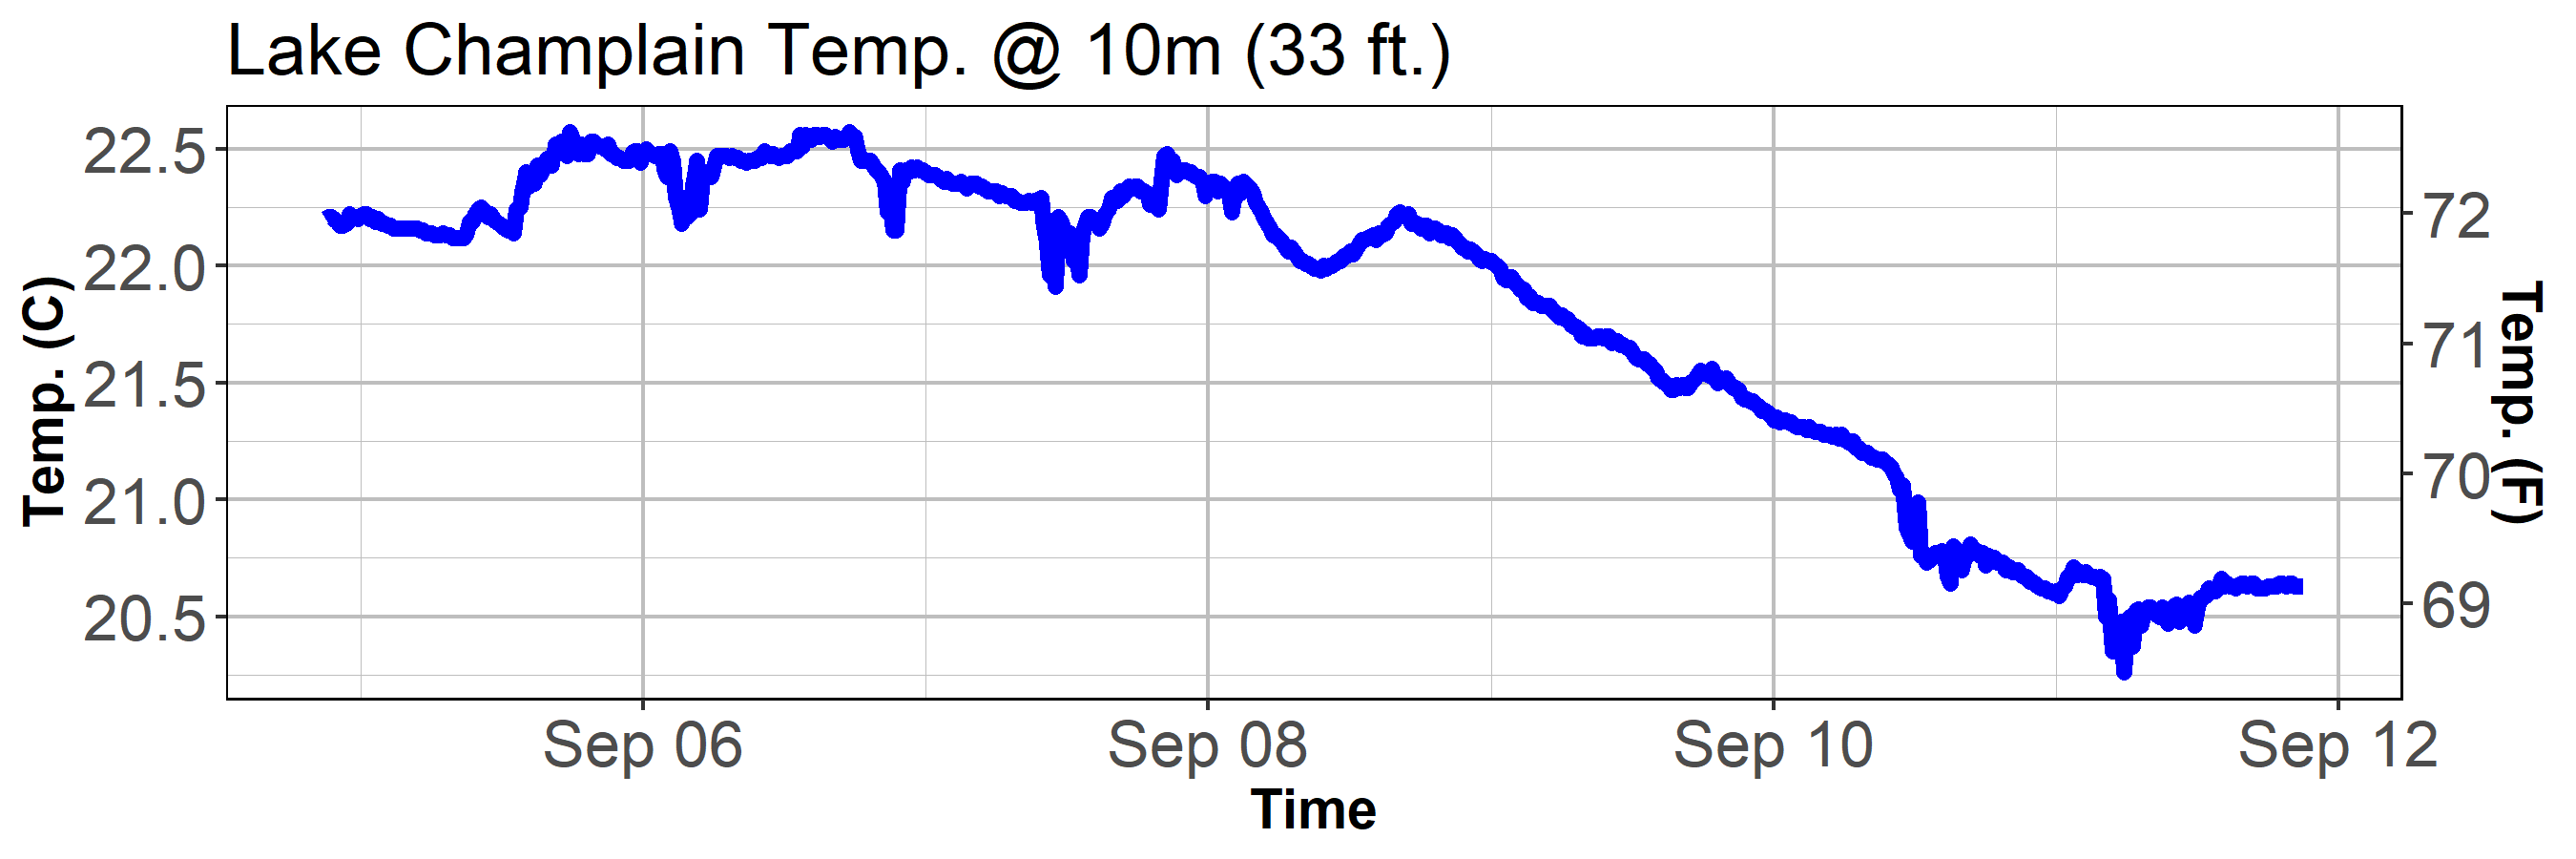 Lake Champlain Temp. @ 10m (33 ft.)
Temp. (C)
22.5
22.0
21.5
21.0
20.5
72
71
70
69
Temp. (F)
Sep 06
Sep 08
Sep 10
Sep 12
Time